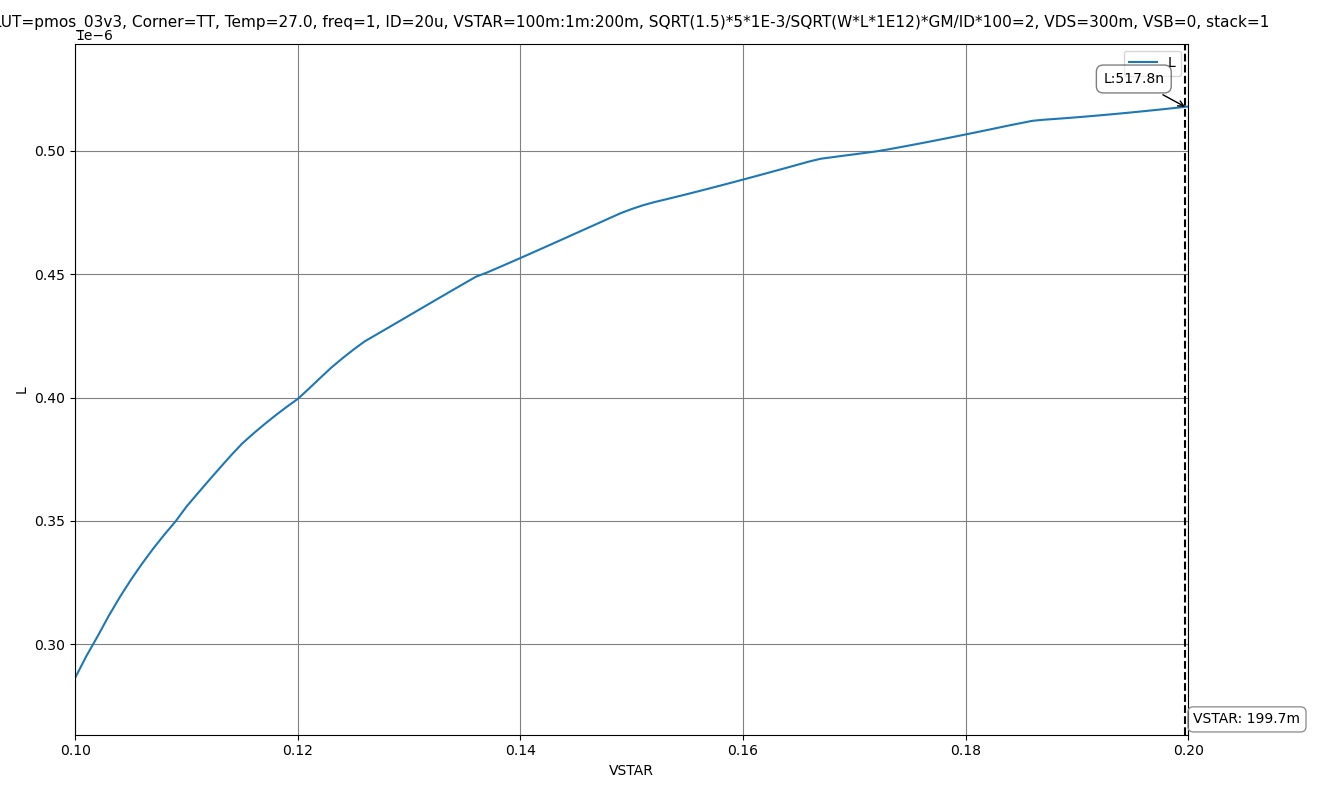 UT=pmos_03v3, Corner=TT, Temp=27.0, freq=1, ID=20u, VSTAR=100m:1m:200m, SQRT(1.5)*5*1E-3/SQRT(W*L*1E12)*GM/ID*100=2, VDS=300m, VSB=0, stack=1
1e−6
L
L:517.8n
0.50
0.45
0.40
L
0.35
0.30
VSTAR: 199.7m
0.10 0.12 0.14 0.16 0.18 0.20
VSTAR